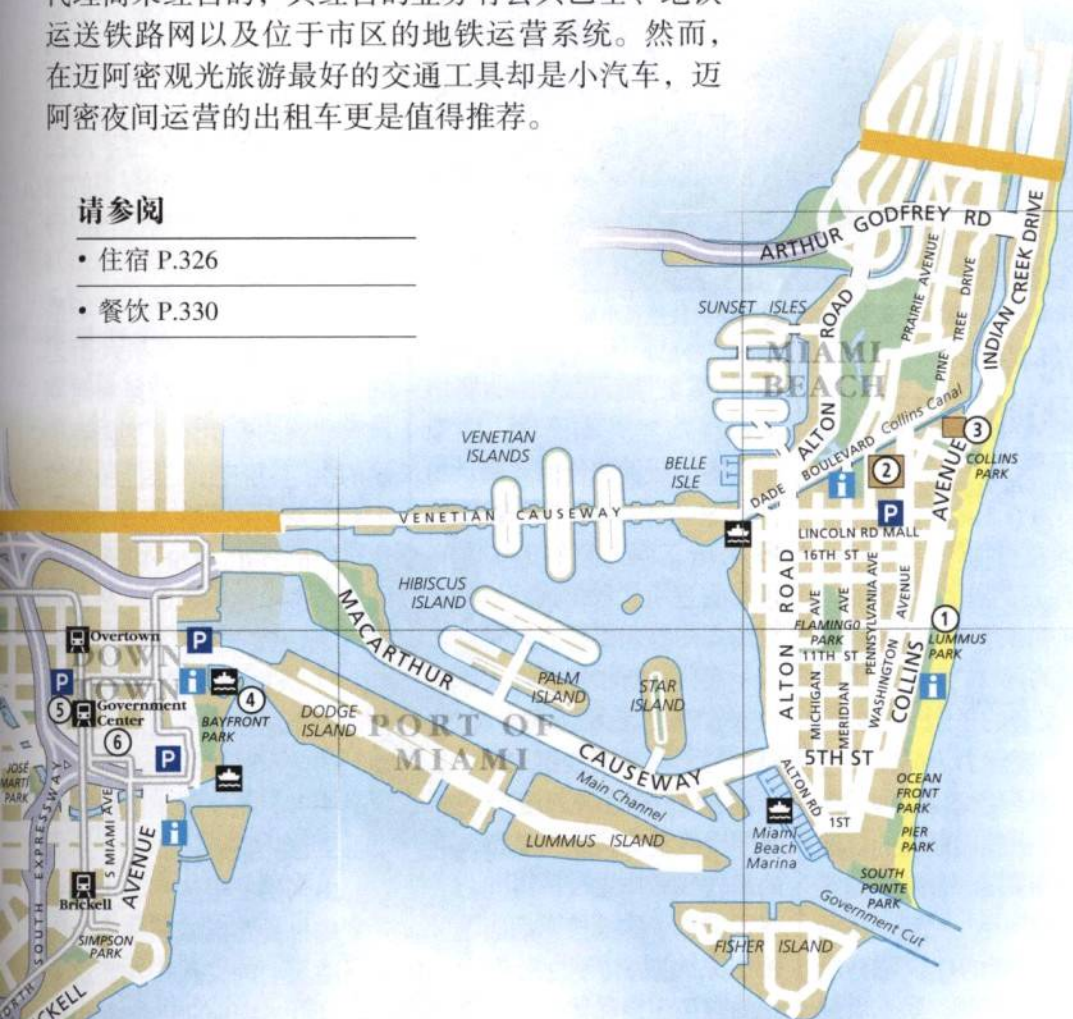 运送铁路网以及位于市区的地铁运营系统。然而，
在迈阿密观光旅游最好的交通工具却是小汽车，迈
阿密夜间运营的出租车更是值得推荐。
请参阅
• 住宿 P.326
• 餐饮 P.330
ARTHUR GODFREY RD
INDIAN CREEK DRIVE
PRAIRIE AVENUE
PINE TREE DRIVE
SUNSET ISLES
ALTON ROAD
MIAMI
BEACH
Collins Canal
VENETIAN
ISLANDS
BELLE
ISLE
DADE BOULEVARD
i
2
3
COLLINS
PARK
P
AVENUE
VENETIAN CAUSEWAY
LINCOLN RD MALL
16TH ST
HIBISCUS
ISLAND
ALTON ROAD
FLAMINGO
PARK
11TH ST
MICHIGAN AVE
MERIDIAN AVE
PENNSYLVANIA AVE
WASHINGTON AVENUE
COLLINS
1
LUMMUS
PARK
i
MACARTHUR
CAUSEWAY
Overtown
P
DOWN
TOWN
P
i
4
5
Government
Center
6
BAYFRONT
PARK
P
DODGE
ISLAND
PORT OF
MIAMI
PALM
ISLAND
STAR
ISLAND
5TH ST
JOSÉ
MARTÍ
PARK
Main Channel
ALTON RD
1ST
OCEAN
FRONT
PARK
PIER
PARK
LUMMUS ISLAND
Miami
Beach
Marina
i
S MIAMI AVE
AVENUE
SOUTH EXPRESSWAY
Brickell
SIMPSON
PARK
SOUTH
POINTE
PARK
Government Cut
FISHER ISLAND